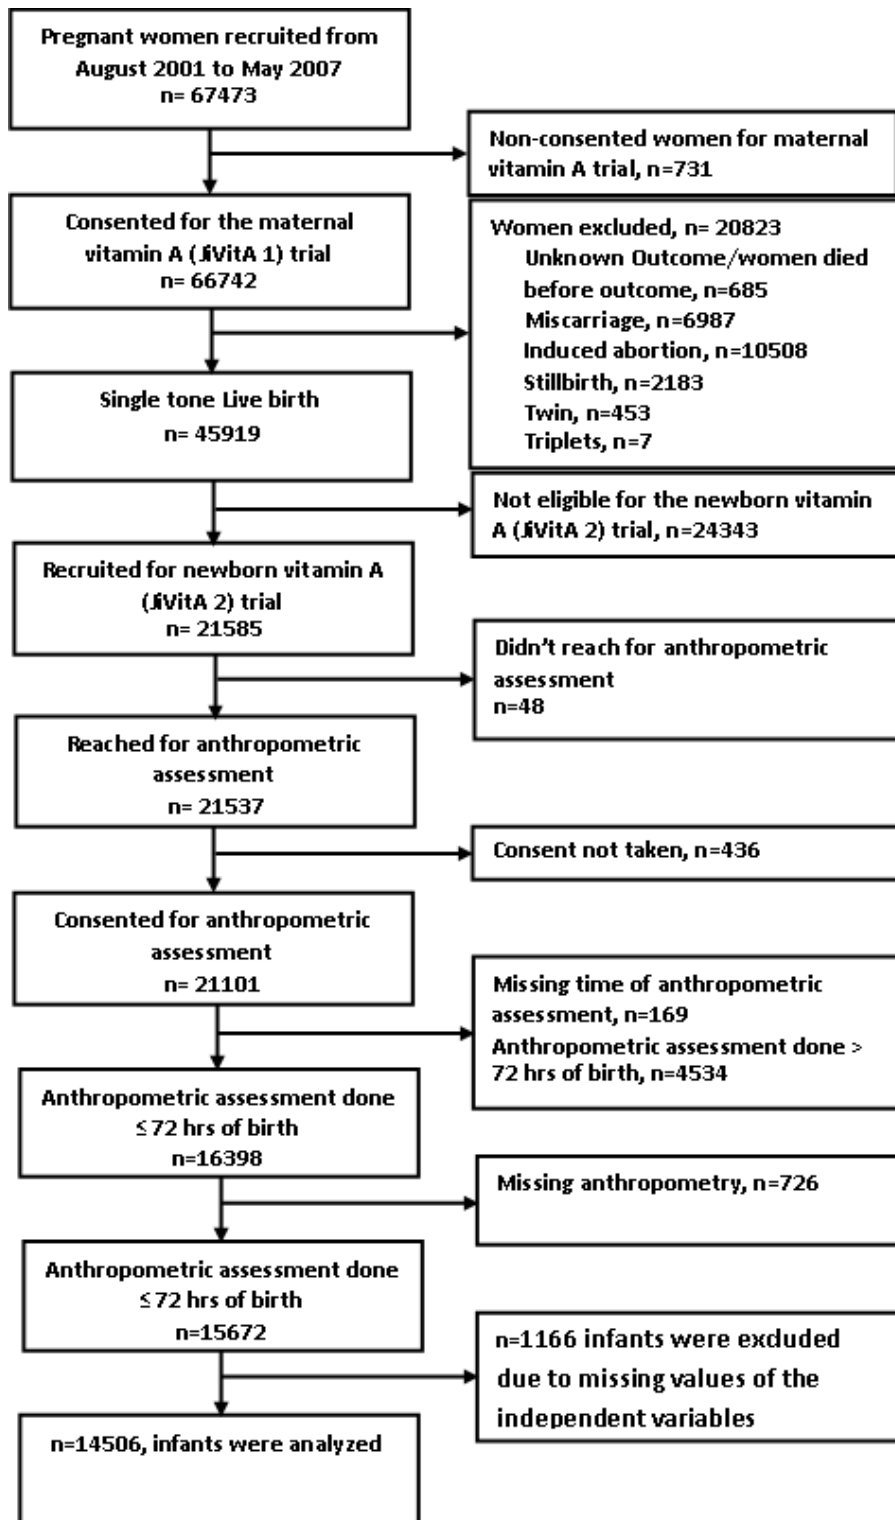 Pregnant women recruited from
August 2001 to May 2007
n= 67473
Non-consented women for maternal
vitamin A trial, n=731
Consented for the maternal
vitamin A (JiVitA 1) trial
n= 66742
Women excluded, n= 20823
Unknown Outcome/women died
before outcome, n=685
Miscarriage, n=6987
Induced abortion, n=10508
Stillbirth, n=2183
Twin, n=453
Triplets, n=7
Single tone Live birth
n= 45919
Not eligible for the newborn vitamin
A (JiVitA 2) trial, n=24343
Recruited for newborn vitamin A
(JiVitA 2) trial
n= 21585
Didn't reach for anthropometric
assessment
n=48
Reached for anthropometric
assessment
n= 21537
Consent not taken, n=436
Consented for anthropometric
assessment
n= 21101
Missing time of anthropometric
assessment, n=169
Anthropometric assessment done >
72 hrs of birth, n=4534
Anthropometric assessment done
≤72 hrs of birth
n=16398
Missing anthropometry, n=726
Anthropometric assessment done
≤72 hrs of birth
n=15672
n=1166 infants were excluded
due to missing values of the
independent variables
n=14506, infants were analyzed